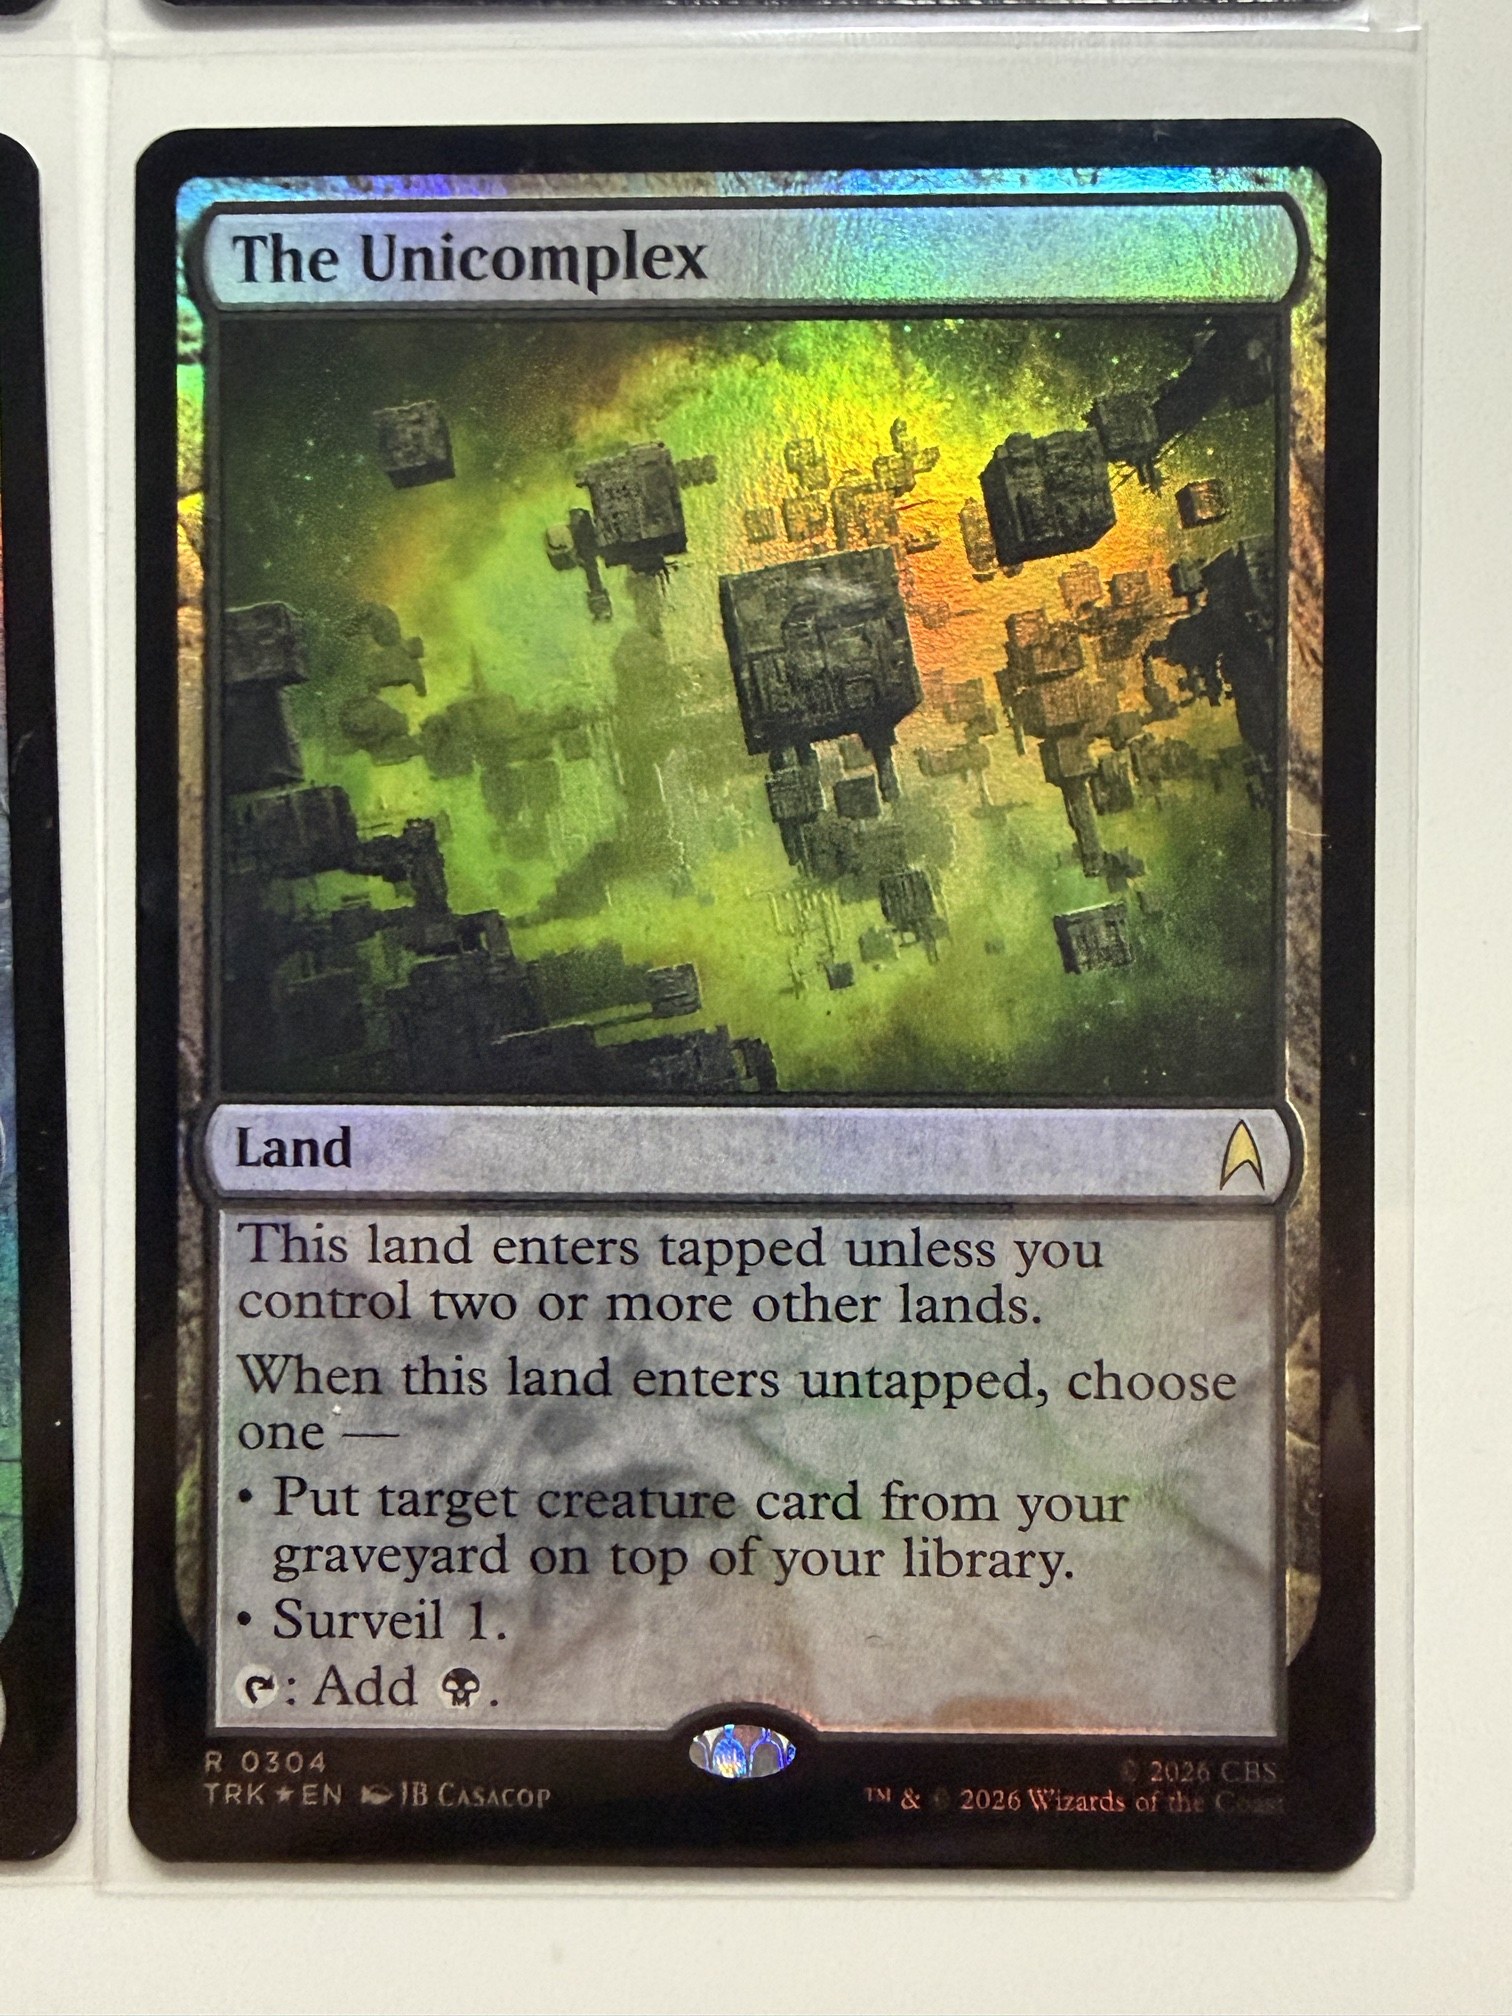 The Unicomplex
Land
This land enters tapped unless you
control two or more other lands.
When this land enters untapped, choose
one —
• Put target creature card from your
graveyard on top of your library.
• Surveil 1.
: Add .
R 0304
TRK ★ EN JB Casacop
© 2026 CBS.
™ & © 2026 Wizards of the Coast